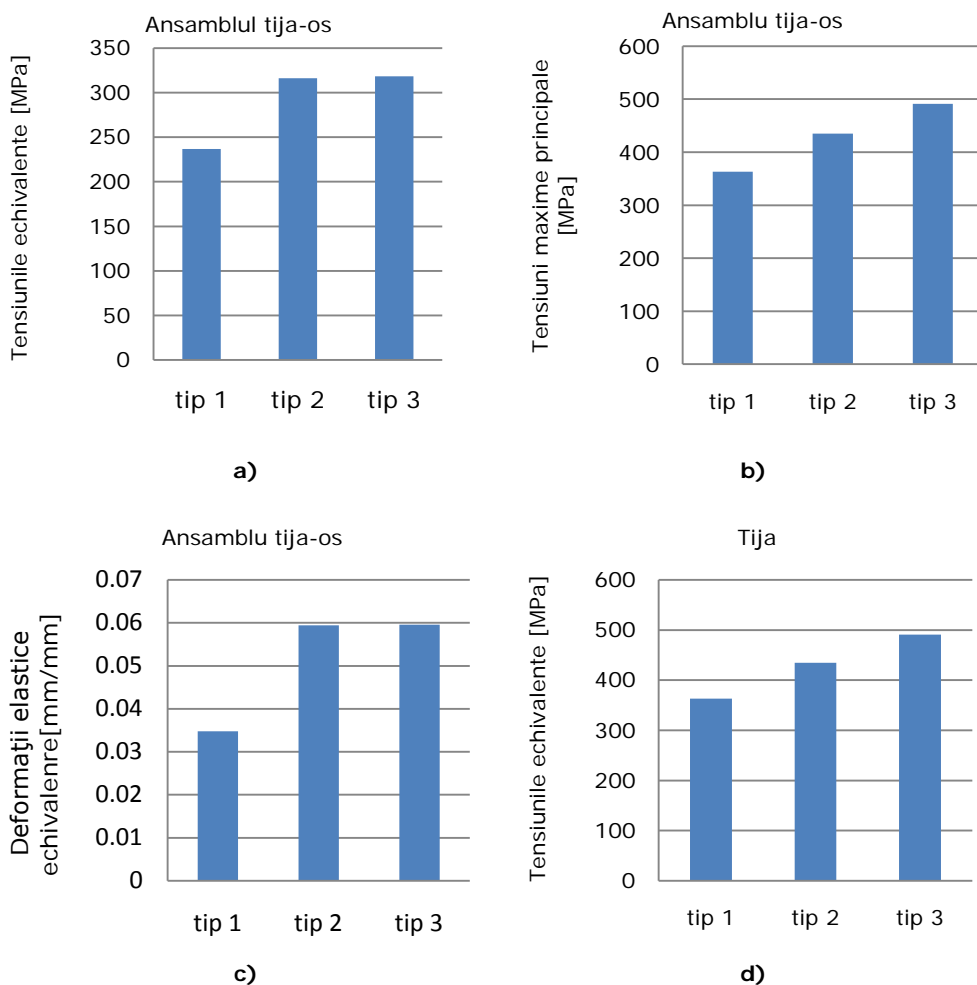 Ansamblul tija-os
Tensiunile echivalente [MPa]
350
300
250
200
150
100
50
0
tip 1 tip 2 tip 3
a)
Ansamblu tija-os
Tensiuni maxime principale
[MPa]
600
500
400
300
200
100
0
tip 1 tip 2 tip 3
b)
Ansamblu tija-os
Deformaţii elastice
echivalenre[mm/mm]
0.07
0.06
0.05
0.04
0.03
0.02
0.01
0
tip 1 tip 2 tip 3
c)
Tija
Tensiunile echivalente [MPa]
600
500
400
300
200
100
0
tip 1 tip 2 tip 3
d)